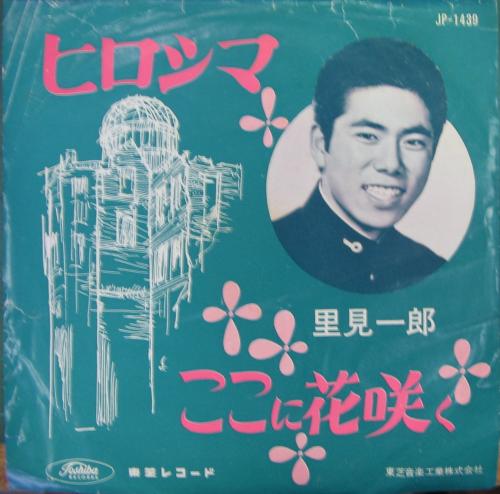 JP-1439
ヒロシマ
里見一郎
ここに花咲く
Toshiba
RECORDS
東芝レコード
東芝音楽工業株式会社